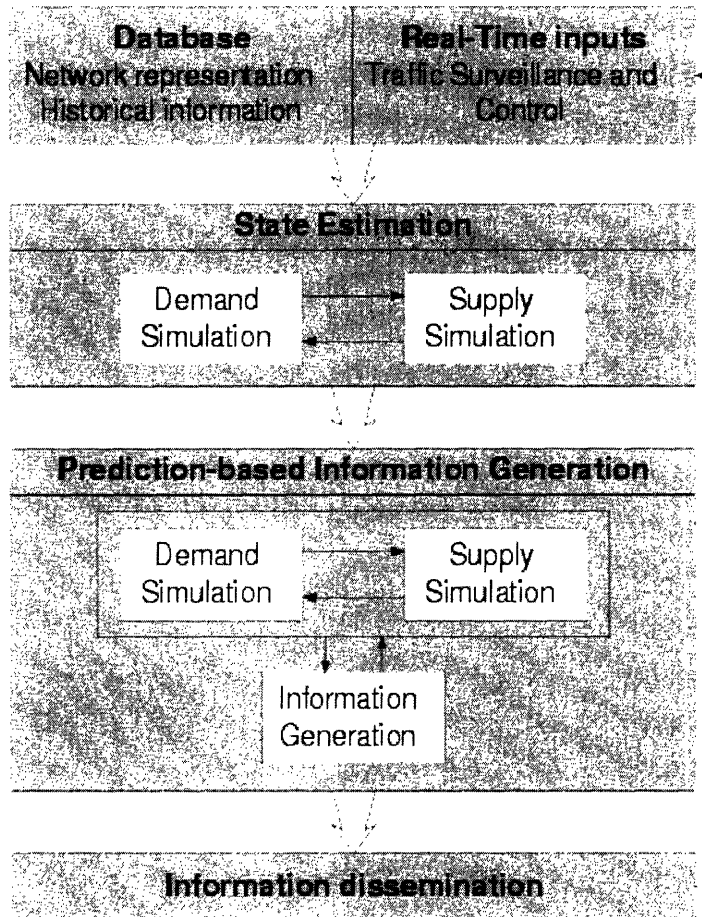 Database
Network representation
Historical information
Real-Time inputs
Traffic Surveillance and
Control
State Estimation
Demand
Simulation
Supply
Simulation
Prediction-based Information Generation
Demand
Simulation
Supply
Simulation
Information
Generation
Information dissemination